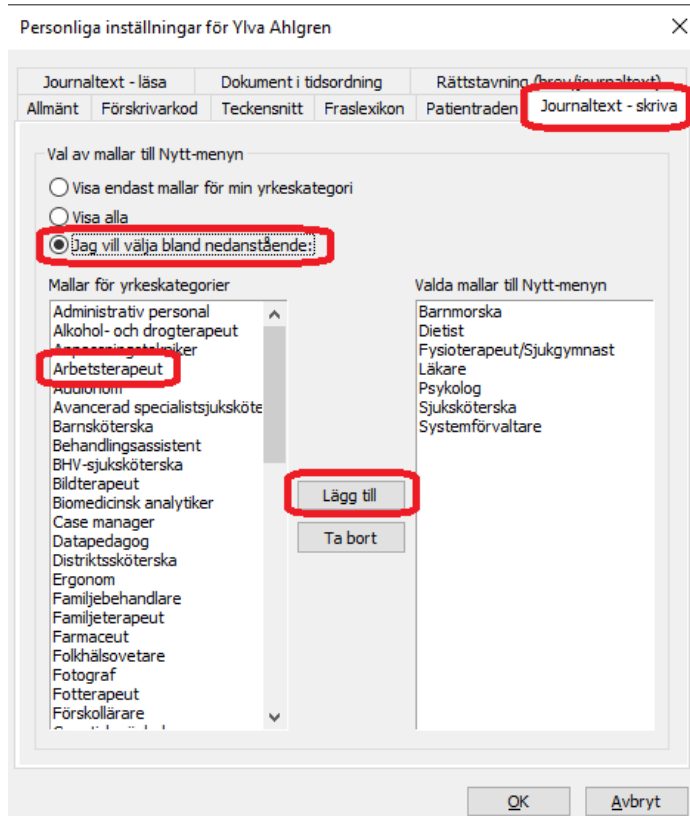 Personliga inställningar för Ylva Ahlgren
Journaltext - läsa
Dokument i tidsordning
Rättstavning (brev/journaltext)
Allmänt
Förskrivarkod
Teckensnitt
Fraslexikon
Patientraden
Journaltext - skriva
Val av mallar till Nytt-menyn
Visa endast mallar för min yrkeskategori
Visa alla
Jag vill välja bland nedanstående:
Mallar för yrkeskategorier
Administrativ personal
Alkohol- och drogterapeut
Anpassningstekniker
Arbetsterapeut
Audionom
Avancerad specialistsjuksköte
Barnsköterska
Behandlingsassistent
BHV-sjuksköterska
Bildterapeut
Biomedicinsk analytiker
Case manager
Datapedagog
Distriktssköterska
Ergonom
Familjebehandlare
Familjeterapeut
Farmaceut
Folkhälsovetare
Fotograf
Fotterapeut
Förskollärare
Lägg till
Ta bort
Valda mallar till Nytt-menyn
Barnmorska
Dietist
Fysioterapeut/Sjukgymnast
Läkare
Psykolog
Sjuksköterska
Systemförvaltare
OK
Avbryt